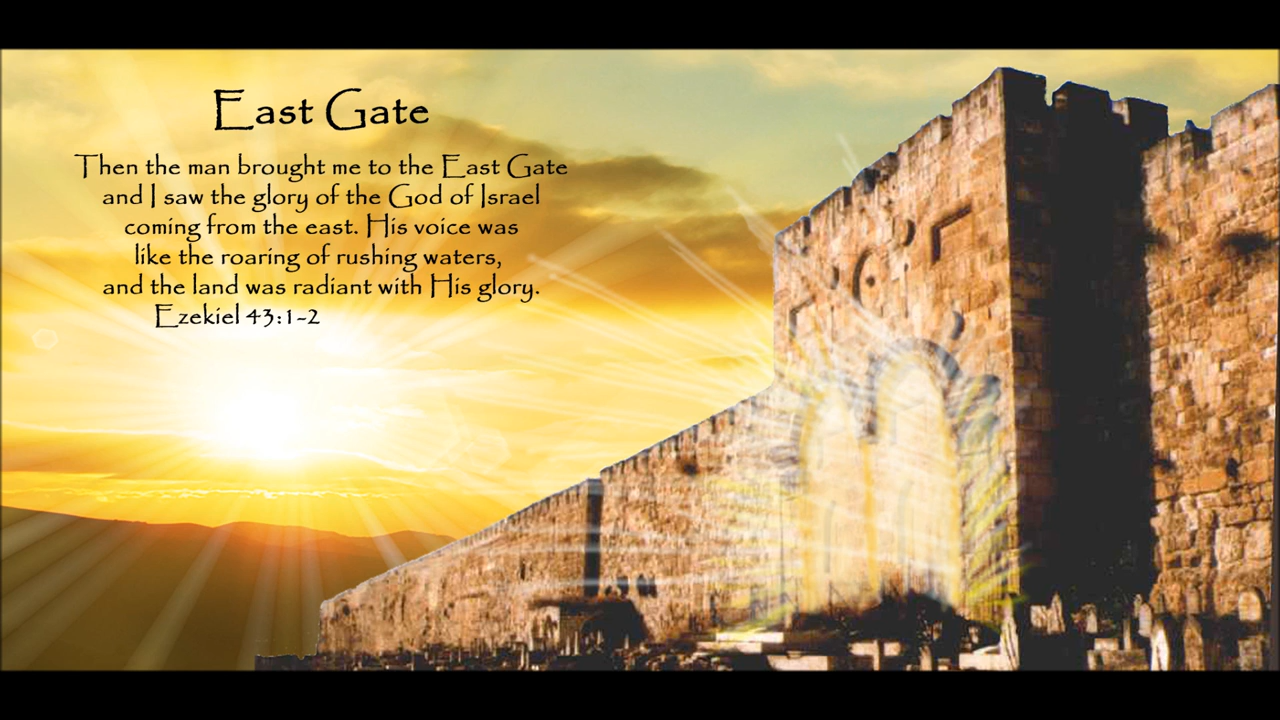 East Gate
Then the man brought me to the East Gate
and I saw the glory of the God of Israel
coming from the east. His voice was
like the roaring of rushing waters,
and the land was radiant with His glory.
Ezekiel 43:1-2